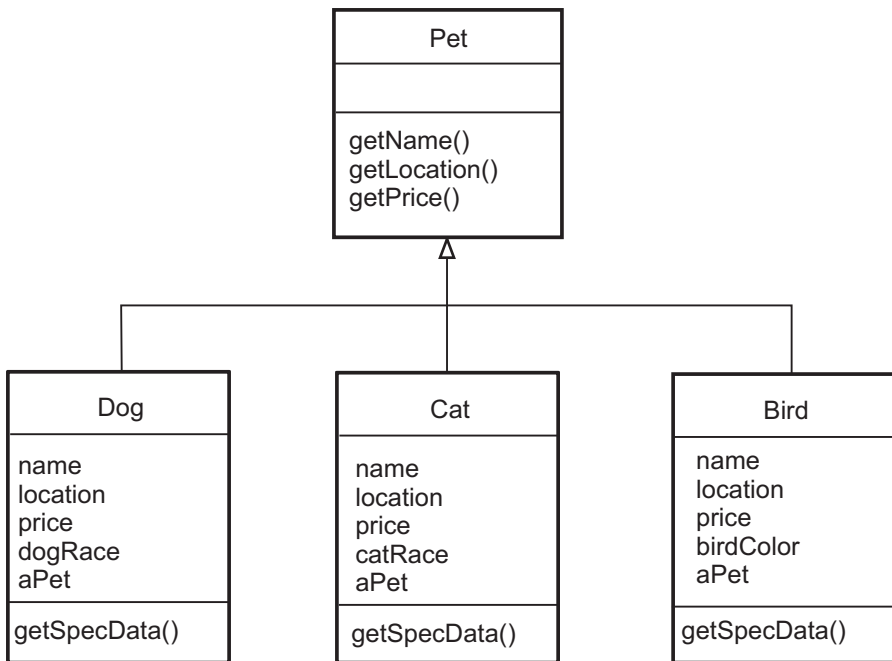 Pet
getName()
getLocation()
getPrice()
Dog
name
location
price
dogRace
aPet
getSpecData()
Cat
name
location
price
catRace
aPet
getSpecData()
Bird
name
location
price
birdColor
aPet
getSpecData()